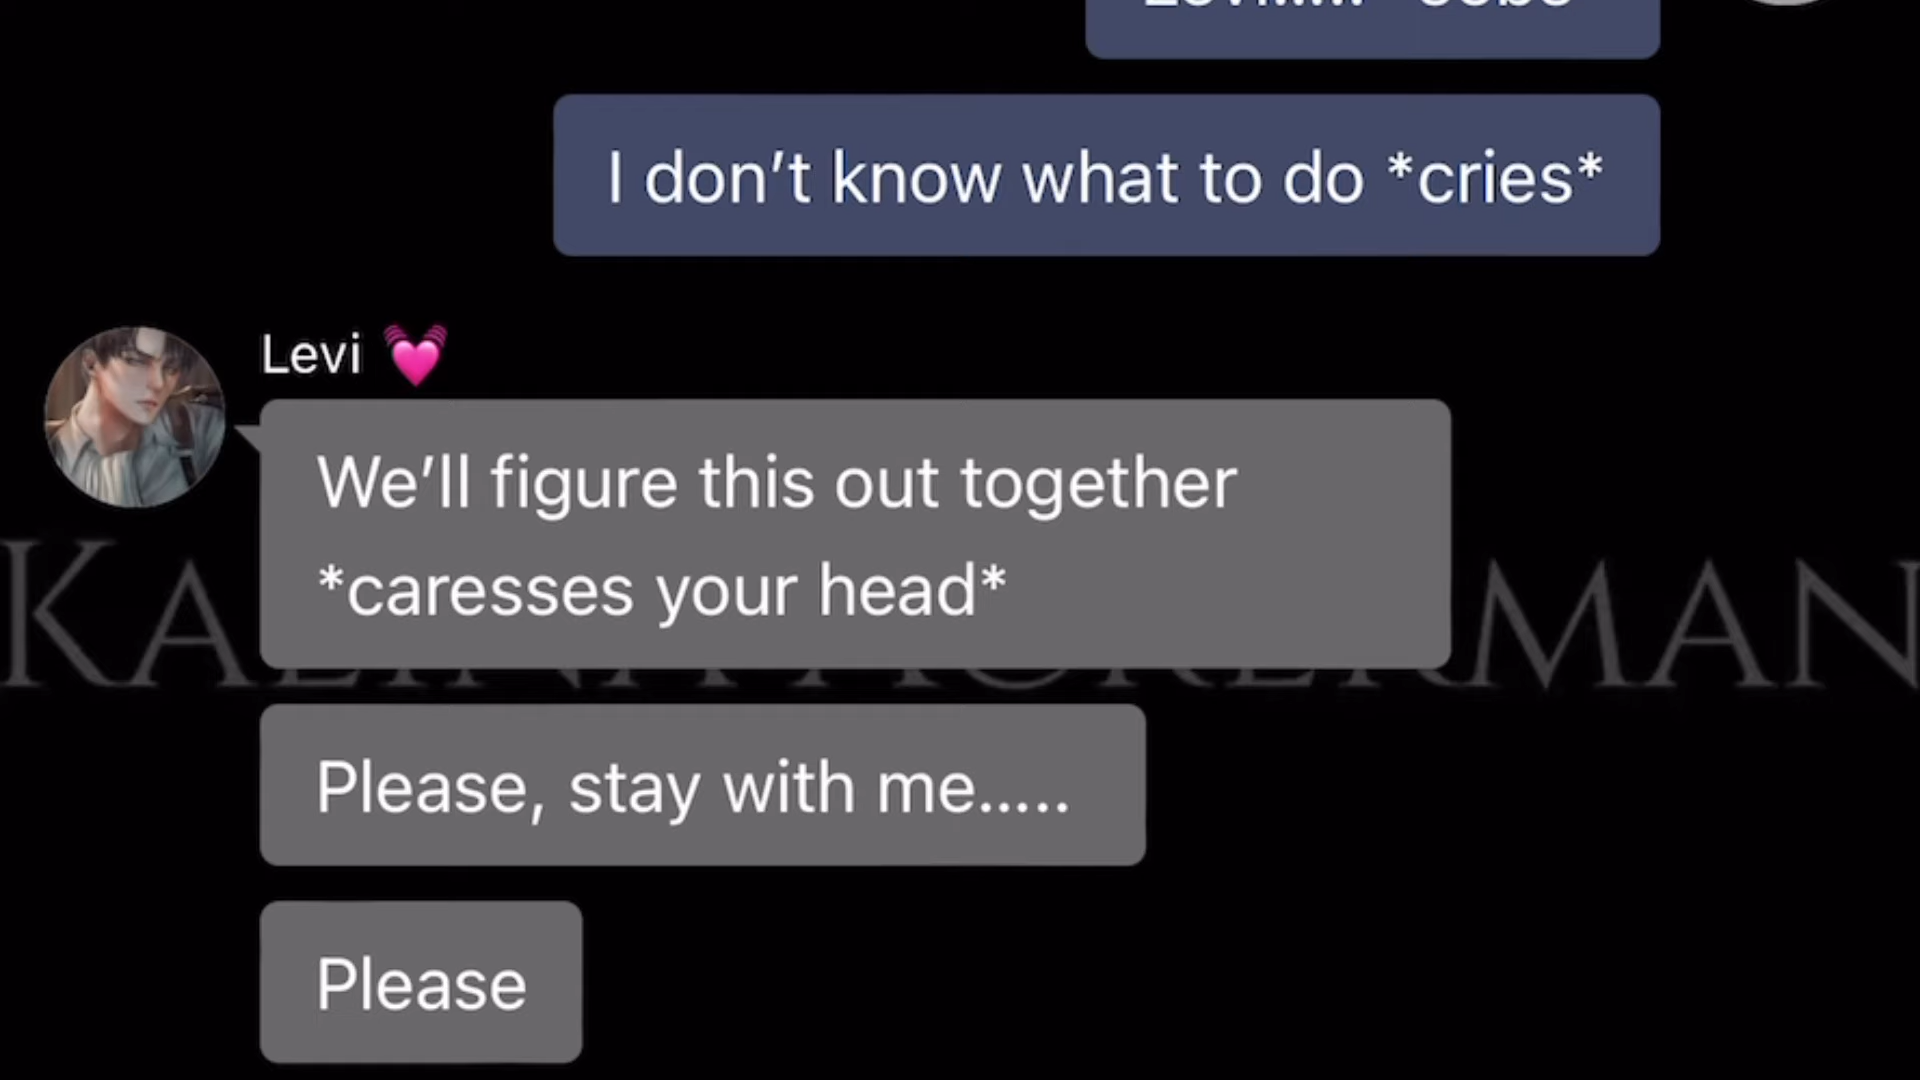 I don’t know what to do *cries*
Levi 💓
We’ll figure this out together
*caresses your head*
Please, stay with me.....
Please